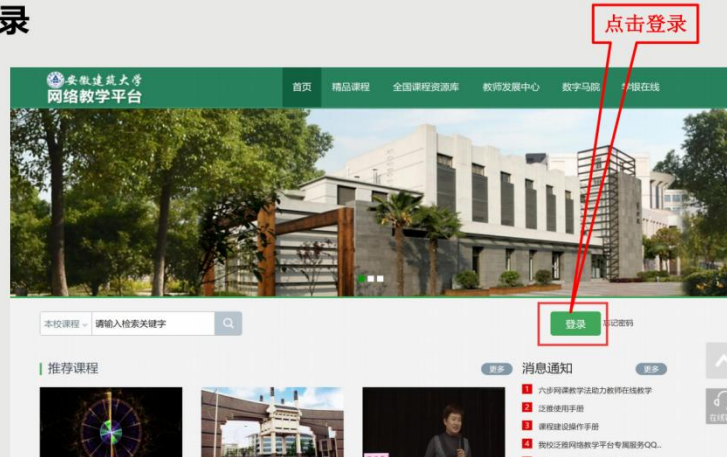 录
点击登录
安徽建筑大学
网络教学平台
首页 精品课程 全国课程资源库 教师发展中心 数字马院 学银在线
本校课程 请输入检索关键字
登录 忘记密码
推荐课程 更多
消息通知 更多
1 六步网课教学法助力教师在线教学
2 泛雅使用手册
3 课程建设操作手册
4 我校泛雅网络教学平台专属服务QQ..